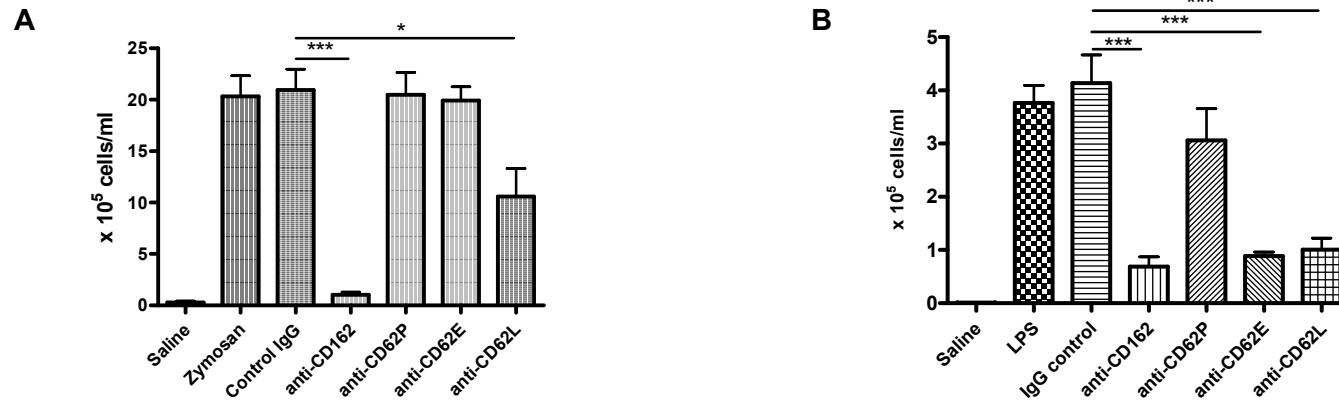 A
*
***
25
20
15
10
5
0
x 10⁵ cells/ml
Saline
Zymosan
Control IgG
anti-CD162
anti-CD62P
anti-CD62E
anti-CD62L
B
***
***
***
5
4
3
2
1
0
x 10⁵ cells/ml
Saline
LPS
IgG control
anti-CD162
anti-CD62P
anti-CD62E
anti-CD62L